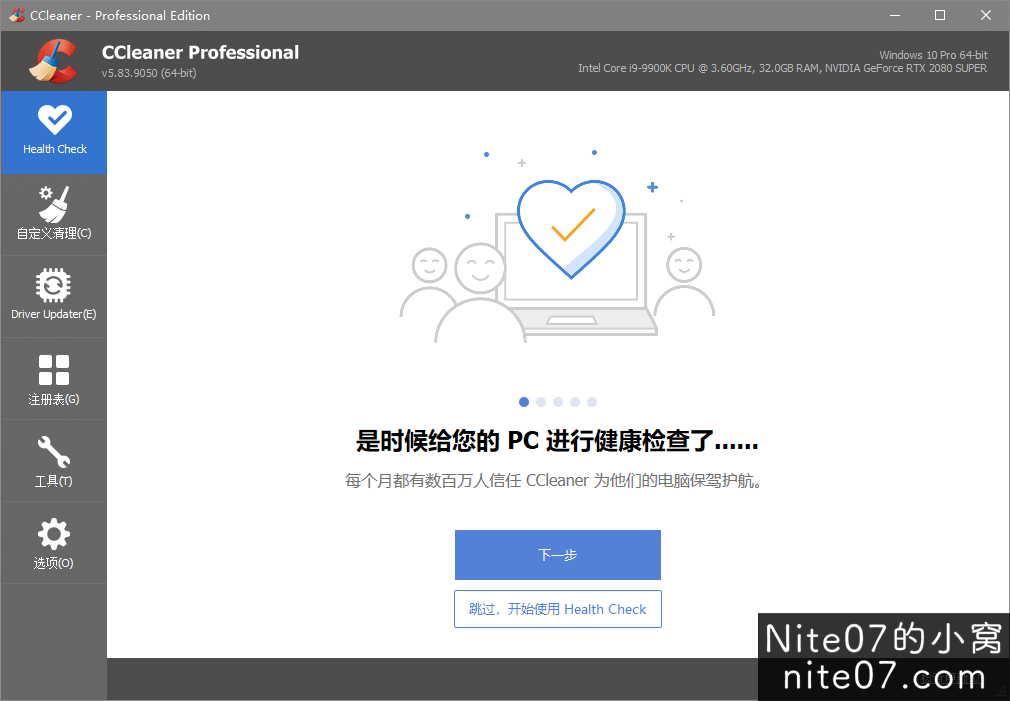 CCleaner - Professional Edition
CCleaner Professional
v5.83.9050 (64-bit)
Windows 10 Pro 64-bit
Intel Core i9-9900K CPU @ 3.60GHz, 32.0GB RAM, NVIDIA GeForce RTX 2080 SUPER
Health Check
自定义清理(C)
Driver Updater(E)
注册表(G)
工具(T)
选项(O)
是时候给您的 PC 进行健康检查了......
每个月都有数百万人信任 CCleaner 为他们的电脑保驾护航。
下一步
跳过，开始使用 Health Check
Nite07的小窝
nite07.com